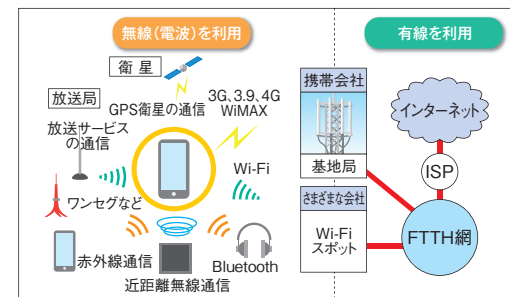 無線(電波)を利用
有線を利用
衛星
放送局
GPS衛星の通信
3G、3.9、4G
WiMAX
放送サービス
の通信
ワンセグなど
Wi-Fi
赤外線通信
近距離無線通信
Bluetooth
携帯会社
基地局
さまざまな会社
Wi-Fi
スポット
インターネット
ISP
FTTH網